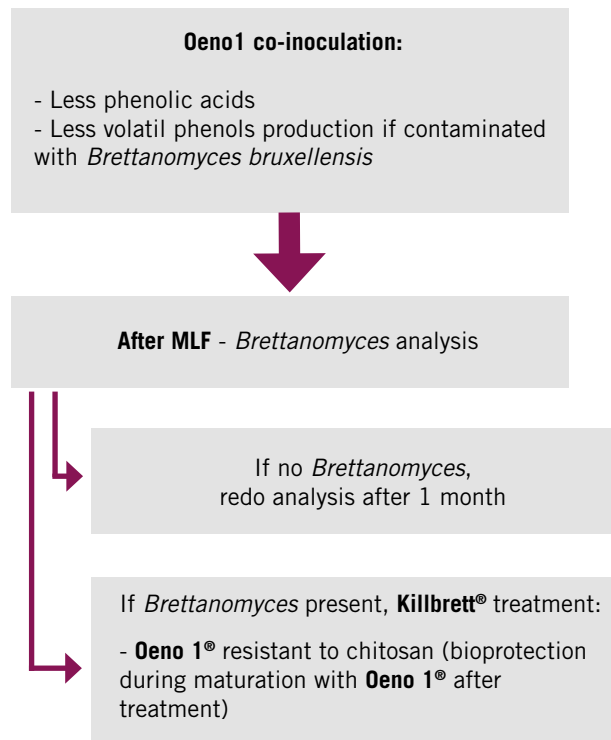 Oeno1 co-inoculation:
- Less phenolic acids
- Less volatil phenols production if contaminated
with Brettanomyces bruxellensis
After MLF - Brettanomyces analysis
If no Brettanomyces,
redo analysis after 1 month
If Brettanomyces present, Killbrett® treatment:
- Oeno 1® resistant to chitosan (bioprotection
during maturation with Oeno 1® after
treatment)